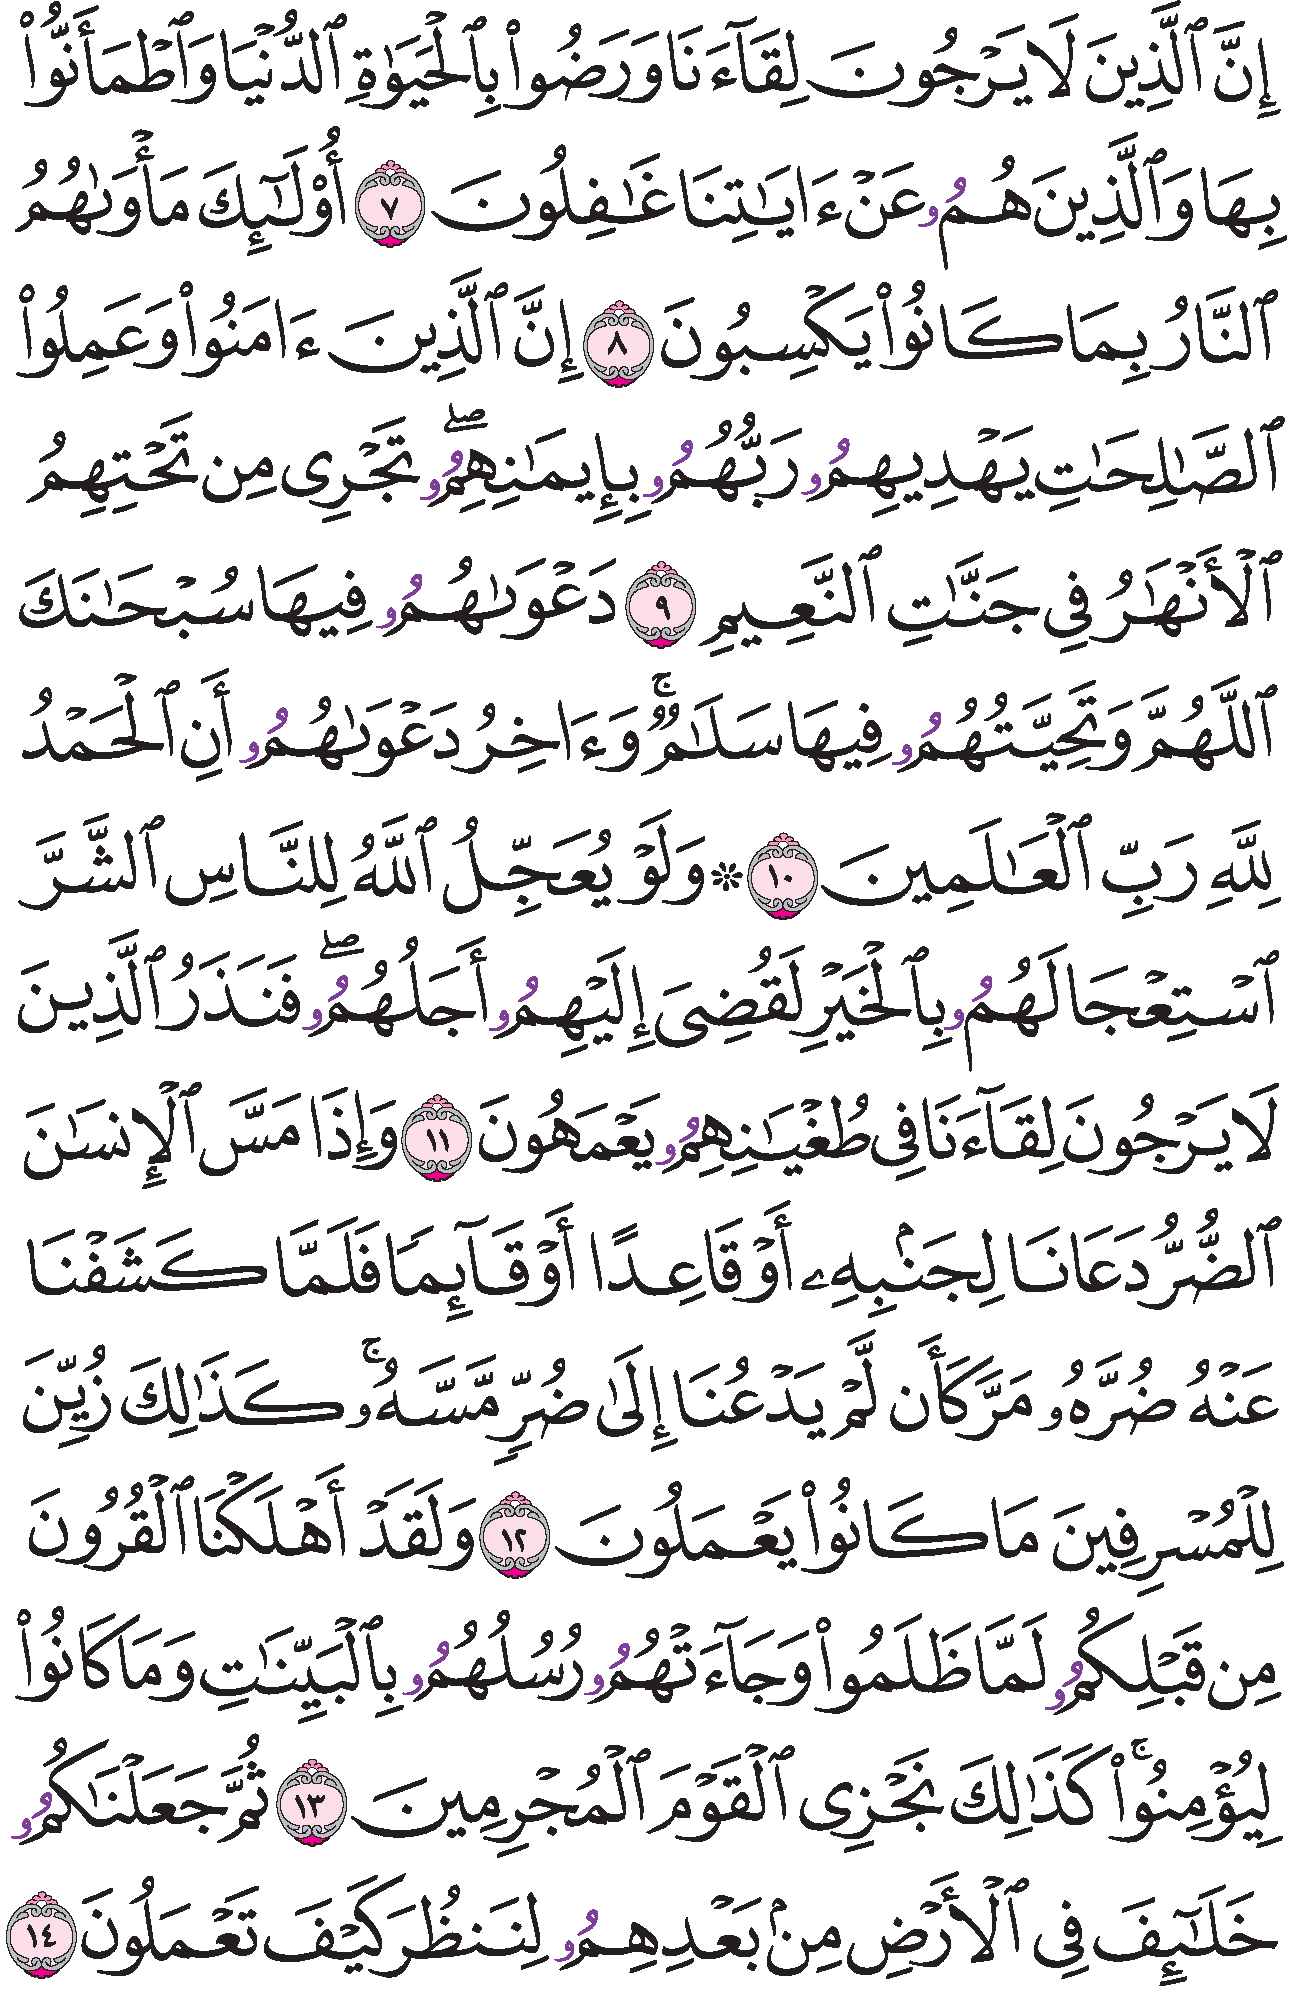 إِنَّ ٱلَّذِينَ لَا يَرْجُونَ لِقَآءَنَا وَرَضُوا۟ بِٱلْحَيَوٰةِ ٱلدُّنْيَا وَٱطْمَأَنُّوا۟
بِهَا وَٱلَّذِينَ هُمُۥ عَنْ ءَايَٰتِنَا غَٰفِلُونَ ٧ أُو۟لَٰٓئِكَ مَأْوَىٰهُمُ
ٱلنَّارُ بِمَا كَانُوا۟ يَكْسِبُونَ ٨ إِنَّ ٱلَّذِينَ ءَامَنُوا۟ وَعَمِلُوا۟
ٱلصَّٰلِحَٰتِ يَهْدِيهِمُۥ رَبُّهُمُۥ بِإِيمَٰنِهِمُۥۖ تَجْرِى مِن تَحْتِهِمُ
ٱلْأَنْهَٰرُ فِى جَنَّٰتِ ٱلنَّعِيمِ ٩ دَعْوَىٰهُمُۥ فِيهَا سُبْحَٰنَكَ
ٱللَّهُمَّ وَتَحِيَّتُهُمُۥ فِيهَا سَلَٰمٌۚ وَءَاخِرُ دَعْوَىٰهُمُۥ أَنِ ٱلْحَمْدُ
لِلَّهِ رَبِّ ٱلْعَٰلَمِينَ ١٠ ۞ وَلَوْ يُعَجِّلُ ٱللَّهُ لِلنَّاسِ ٱلشَّرَّ
ٱسْتِعْجَالَهُمُۥ بِٱلْخَيْرِ لَقُضِىَ إِلَيْهِمُۥ أَجَلُهُمُۥۖ فَنَذَرُ ٱلَّذِينَ
لَا يَرْجُونَ لِقَآءَنَا فِى طُغْيَٰنِهِمُۥ يَعْمَهُونَ ١١ وَإِذَا مَسَّ ٱلْإِنسَٰنَ
ٱلضُّرُّ دَعَانَا لِجَنۢبِهِۦ أَوْ قَاعِدًا أَوْ قَآئِمًا فَلَمَّا كَشَفْنَا
عَنْهُ ضُرَّهُۥ مَرَّ كَأَن لَّمْ يَدْعُنَا إِلَىٰ ضُرٍّ مَّسَّهُۥۚ كَذَٰلِكَ زُيِّنَ
لِلْمُسْرِفِينَ مَا كَانُوا۟ يَعْمَلُونَ ١٢ وَلَقَدْ أَهْلَكْنَا ٱلْقُرُونَ
مِن قَبْلِكُمُۥ لَمَّا ظَلَمُوا۟ وَجَآءَتْهُمُۥ رُسُلُهُمُۥ بِٱلْبَيِّنَٰتِ وَمَا كَانُوا۟
لِيُؤْمِنُوا۟ۚ كَذَٰلِكَ نَجْزِى ٱلْقَوْمَ ٱلْمُجْرِمِينَ ١٣ ثُمَّ جَعَلْنَٰكُمُۥ
خَلَٰٓئِفَ فِى ٱلْأَرْضِ مِنۢ بَعْدِهِمُۥ لِنَنظُرَ كَيْفَ تَعْمَلُونَ ١٤